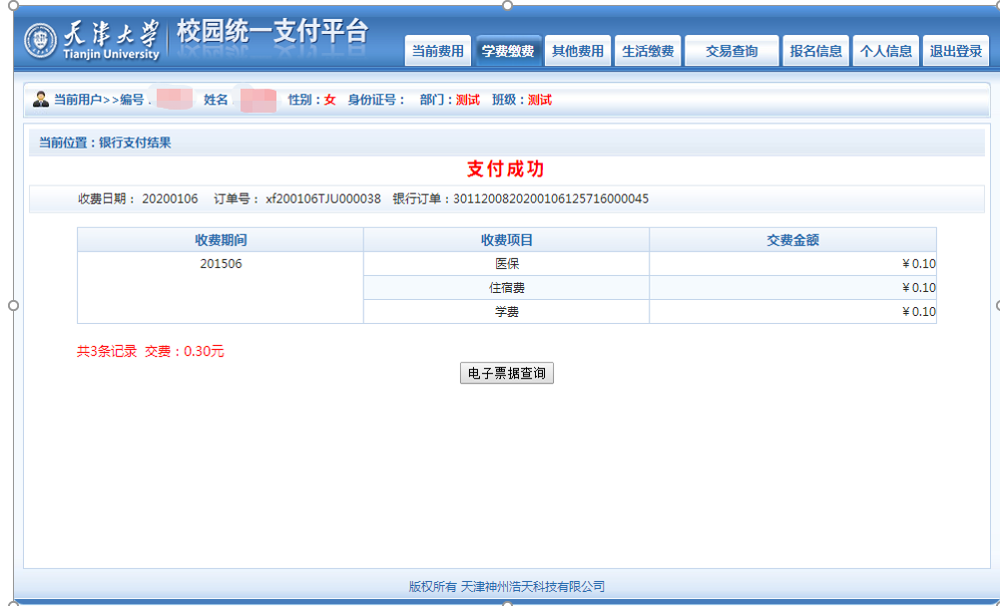 天津大学
Tianjin University
校园统一支付平台
当前费用 学费缴费 其他费用 生活缴费 交易查询 报名信息 个人信息 退出登录
当前用户>>编号 姓名 性别：女 身份证号： 部门：测试 班级：测试
当前位置：银行支付结果
支付成功
收费日期： 20200106 订单号： xf200106TJU000038 银行订单：3011200820200106125716000045
收费期间 收费项目 交费金额
201506 医保 ￥0.10
住宿费 ￥0.10
学费 ￥0.10
共3条记录 交费：0.30元
电子票据查询
版权所有 天津神州浩天科技有限公司